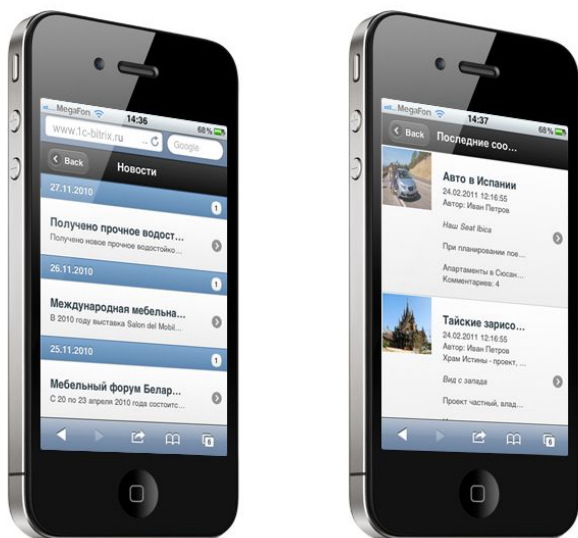 MegaFon
14:36
68%
www.1c-bitrix.ru ...
Google
Back
Новости
27.11.2010
1
Получено прочное водост...
Получено новое прочное водостойко...
26.11.2010
1
Международная мебельна...
В 2010 году выставка Salon del Mobil...
25.11.2010
1
Мебельный форум Белар...
С 20 по 23 апреля 2010 года состоитс...
6
MegaFon
14:37
68%
Back
Последние соо...
Авто в Испании
24.02.2011 12:16:55
Автор: Иван Петров
Наш Seat Ibica
При планировании пое...
Апартаменты в Сюсан...
Комментариев: 4
Тайские зарисо...
24.02.2011 12:16:55
Автор: Иван Петров
Храм Истины - проект, ...
Вид с запада
Проект частный, влад...
6